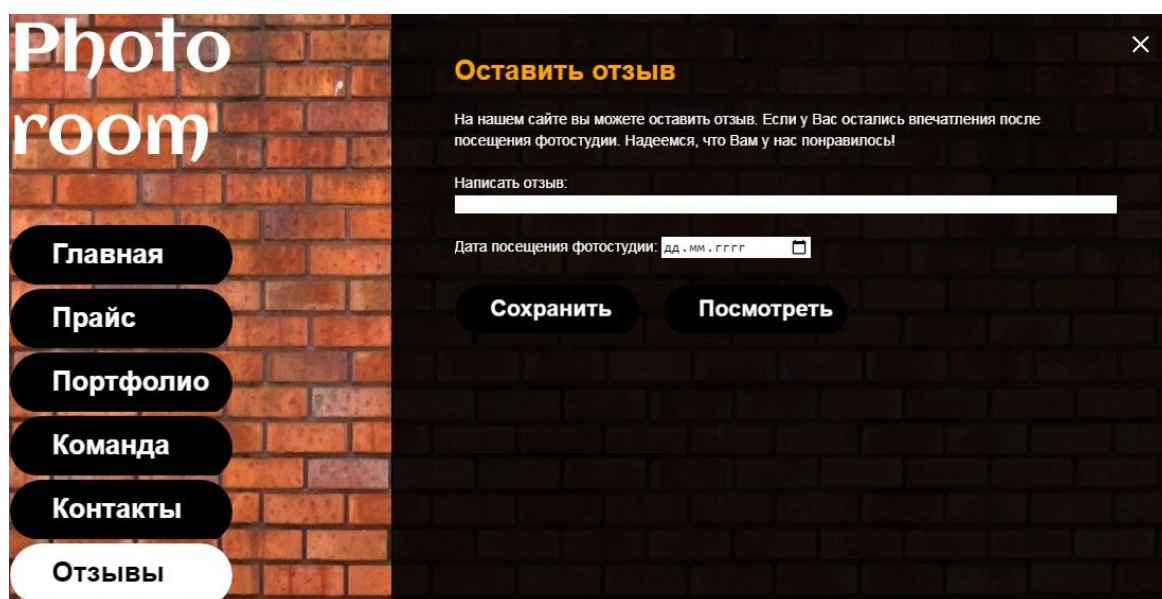 Photo
room
Главная
Прайс
Портфолио
Команда
Контакты
Отзывы
Оставить отзыв
На нашем сайте вы можете оставить отзыв. Если у Вас остались впечатления после
посещения фотостудии. Надеемся, что Вам у нас понравилось!
Написать отзыв:
Дата посещения фотостудии: дд.мм.гггг
Сохранить Посмотреть